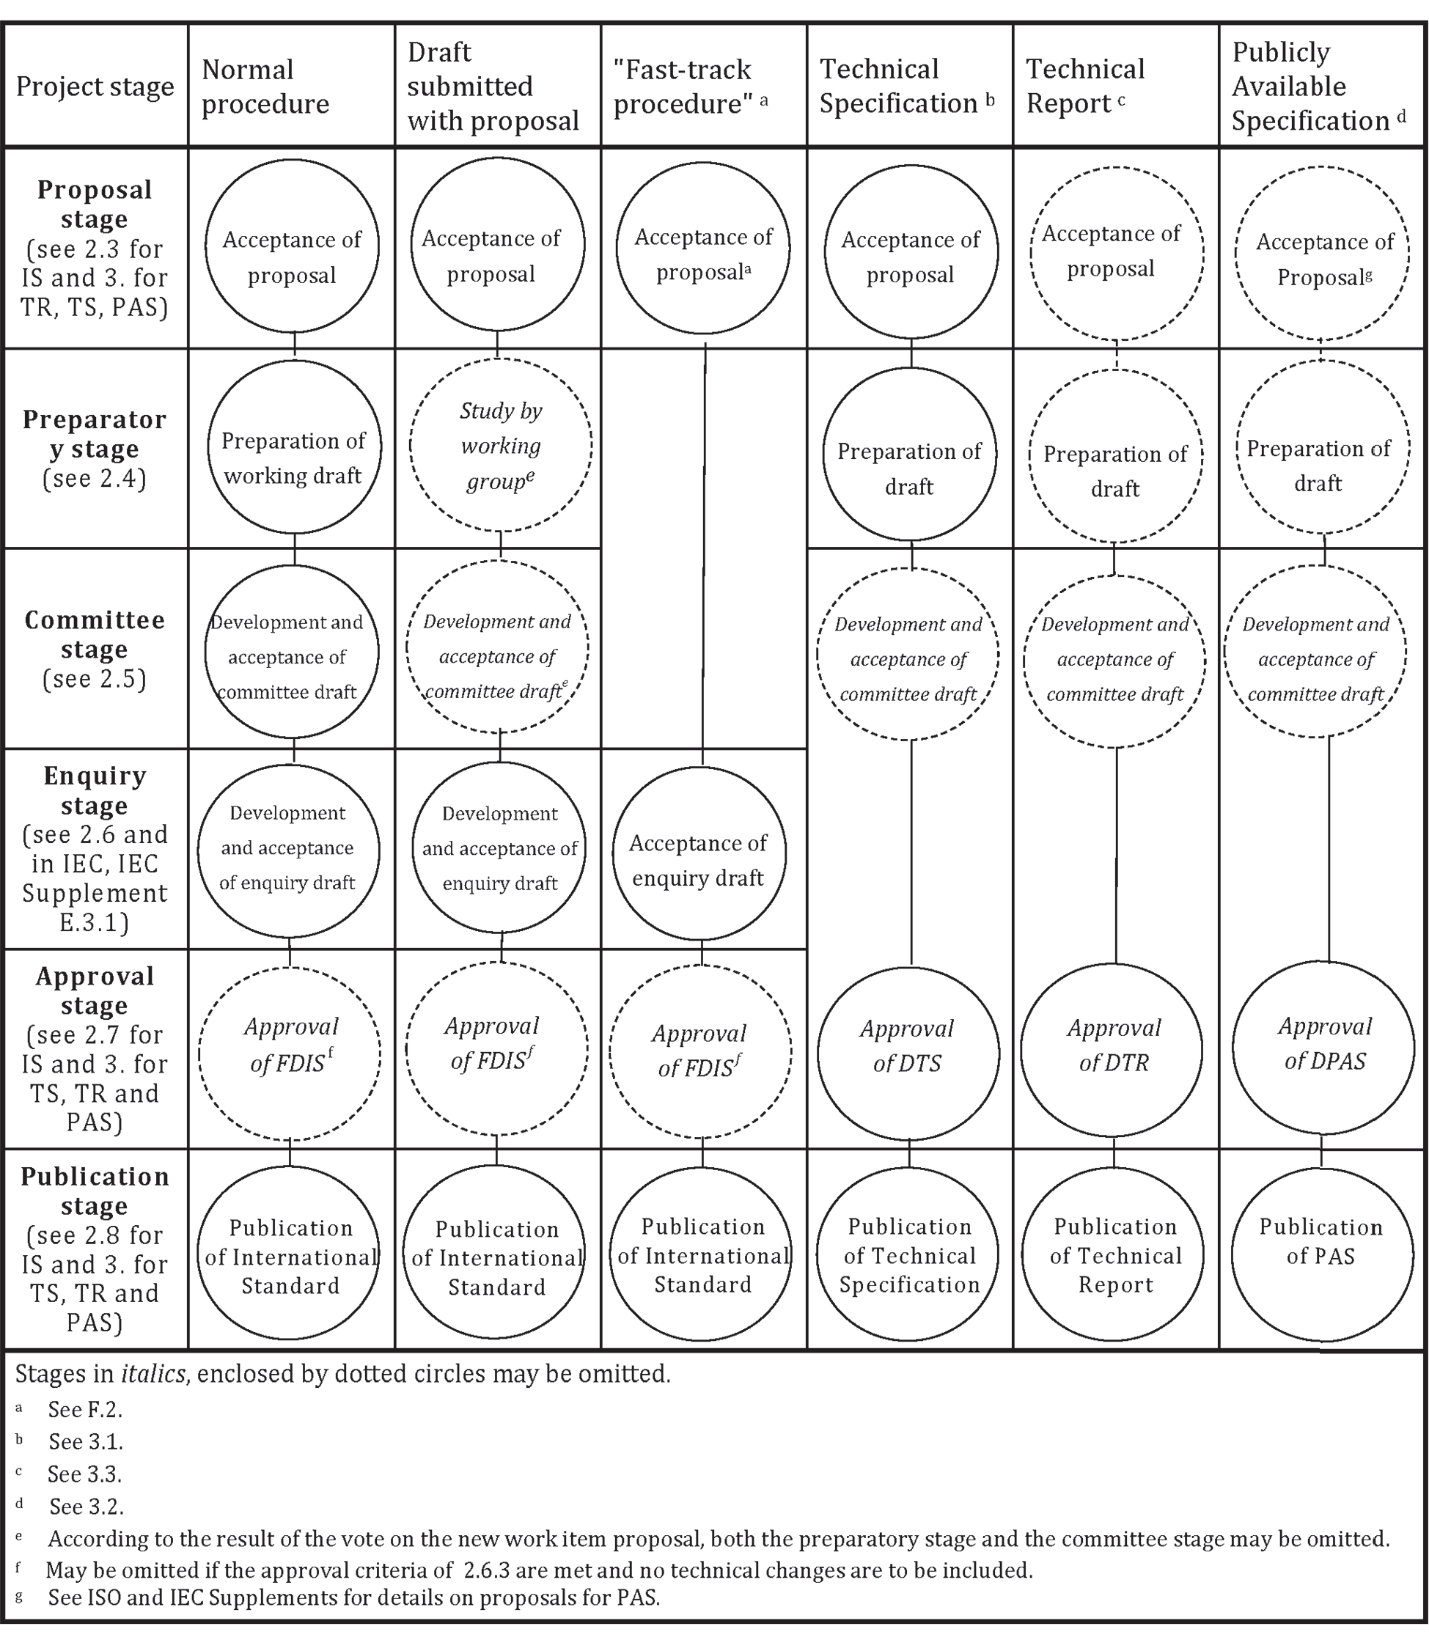 Project stage
Normal
procedure
Draft
submitted
with proposal
"Fast-track
procedure" a
Technical
Specification b
Technical
Report c
Publicly
Available
Specification d
Proposal
stage
(see 2.3 for
IS and 3. for
TR, TS, PAS)
Acceptance of
proposal
Acceptance of
proposal
Acceptance of
proposala
Acceptance of
proposal
Acceptance of
proposal
Acceptance of
Proposalg
Preparator
y stage
(see 2.4)
Preparation of
working draft
Study by
working
groupe
Preparation of
draft
Preparation of
draft
Preparation of
draft
Committee
stage
(see 2.5)
Development and
acceptance of
committee draft
Development and
acceptance of
committee drafte
Development and
acceptance of
committee draft
Development and
acceptance of
committee draft
Development and
acceptance of
committee draft
Enquiry
stage
(see 2.6 and
in IEC, IEC
Supplement
E.3.1)
Development
and acceptance
of enquiry draft
Development
and acceptance of
enquiry draft
Acceptance of
enquiry draft
Approval
stage
(see 2.7 for
IS and 3. for
TS, TR and
PAS)
Approval
of FDISf
Approval
of FDISf
Approval
of FDISf
Approval
of DTS
Approval
of DTR
Approval
of DPAS
Publication
stage
(see 2.8 for
IS and 3. for
TS, TR and
PAS)
Publication
of International
Standard
Publication
of International
Standard
Publication
of International
Standard
Publication
of Technical
Specification
Publication
of Technical
Report
Publication
of PAS
Stages in italics, enclosed by dotted circles may be omitted.
a See F.2.
b See 3.1.
c See 3.3.
d See 3.2.
e According to the result of the vote on the new work item proposal, both the preparatory stage and the committee stage may be omitted.
f May be omitted if the approval criteria of 2.6.3 are met and no technical changes are to be included.
g See ISO and IEC Supplements for details on proposals for PAS.